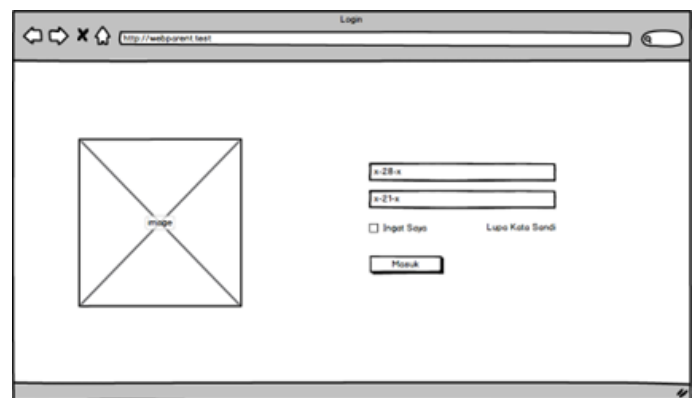 Login
http://webparent.test
image
x-28-x
x-21-x
Ingat Saya Lupa Kata Sandi
Masuk